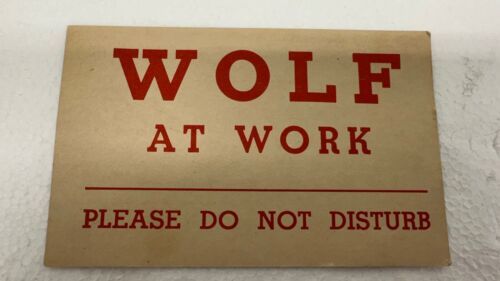 WOLF
AT WORK
PLEASE DO NOT DISTURB